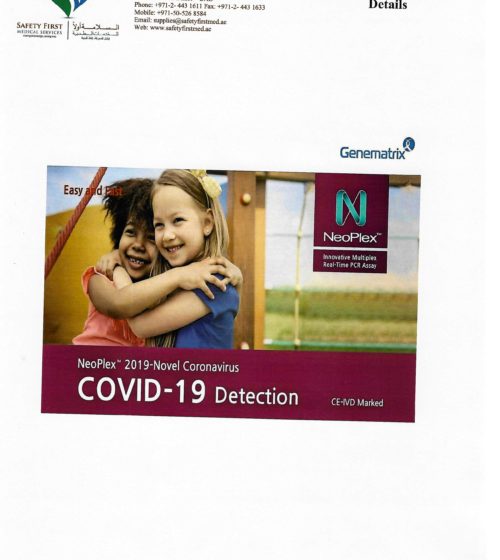 Phone: +971-2- 443 1611 Fax: +971-2- 443 1633
Mobile: +971-50-526 8584
Email: supplies@safetyfirstmed.ae
Web: www.safetyfirstmed.ae
Details
SAFETY FIRST
MEDICAL SERVICES
السلامة أولاً
للخدمات الطبية
Genematrix
Easy and Fast
NeoPlex™
Innovative Multiplex
Real-Time PCR Assay
NeoPlex™ 2019-Novel Coronavirus
COVID-19 Detection
CE-IVD Marked